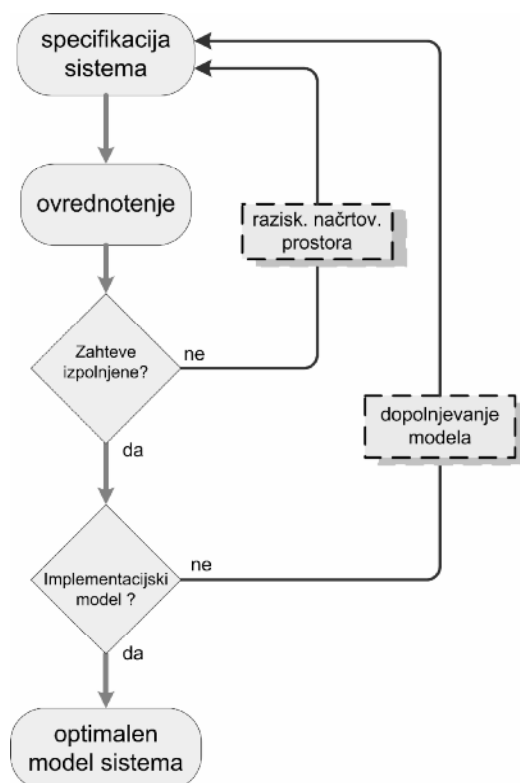 specifikacija
sistema
ovrednotenje
razisk. načrtov.
prostora
Zahteve
izpolnjene?
ne
da
dopolnjevanje
modela
Implementacijski
model ?
ne
da
optimalen
model sistema